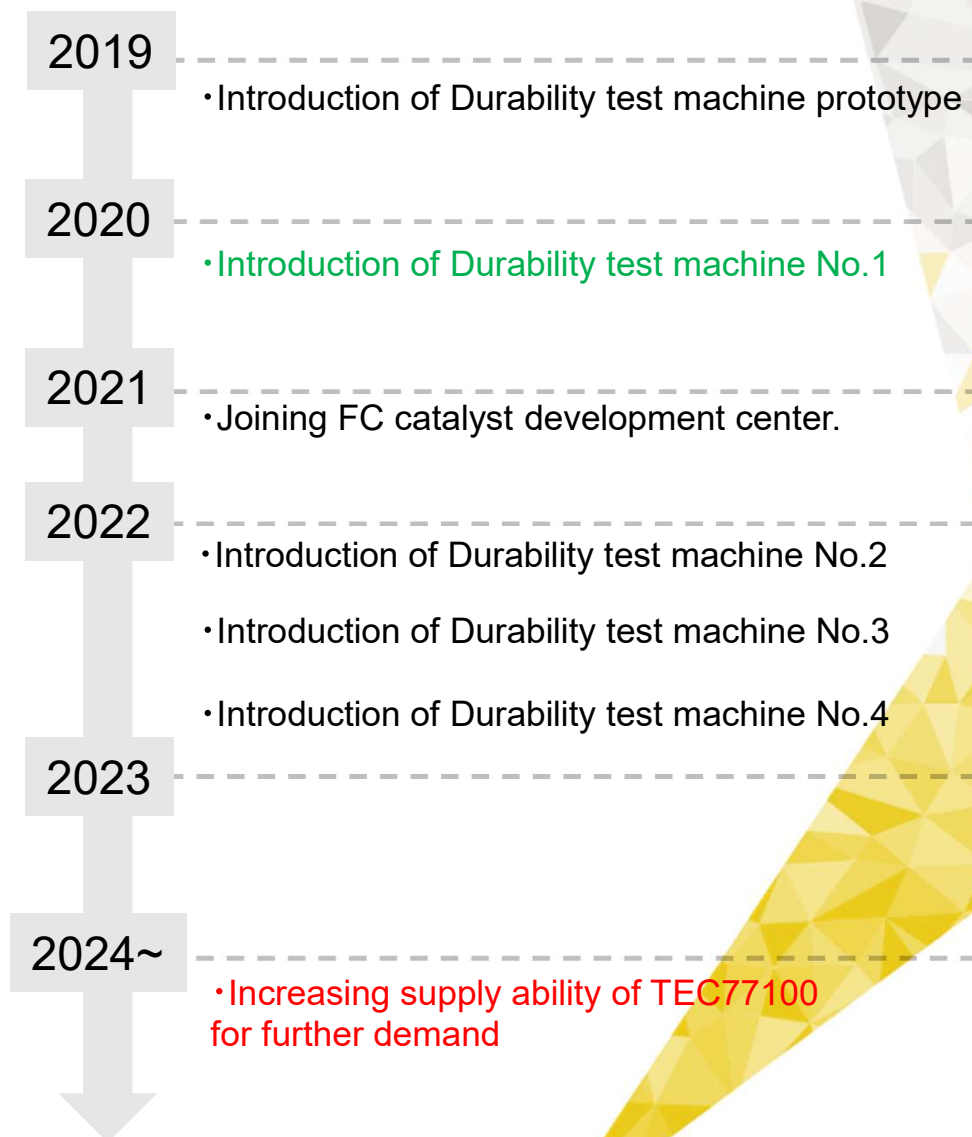 2019
・Introduction of Durability test machine prototype
2020
・Introduction of Durability test machine No.1
2021
・Joining FC catalyst development center.
2022
・Introduction of Durability test machine No.2
・Introduction of Durability test machine No.3
・Introduction of Durability test machine No.4
2023
2024~
・Increasing supply ability of TEC77100
for further demand